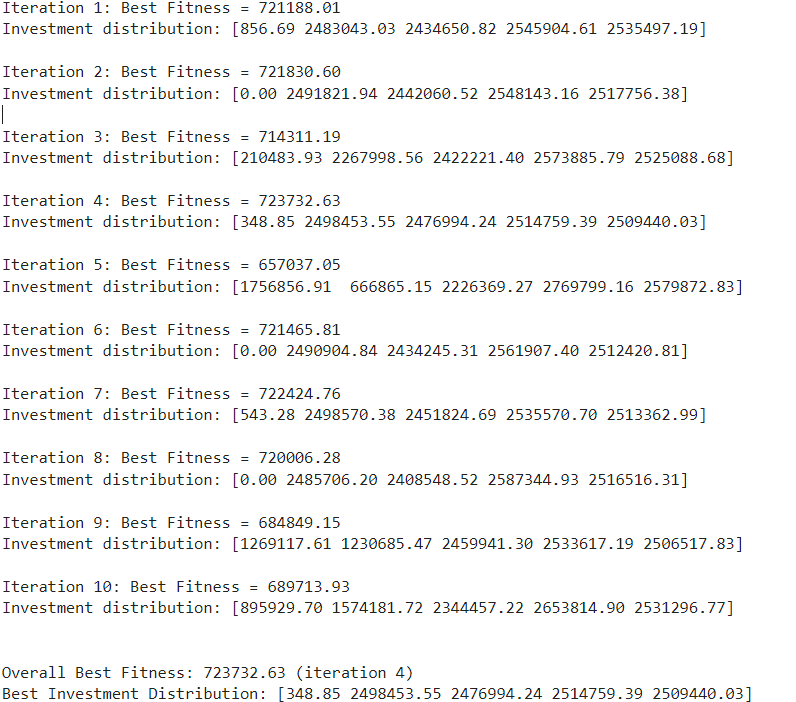 Iteration 1: Best Fitness = 721188.01
Investment distribution: [856.69 2483043.03 2434650.82 2545904.61 2535497.19]
Iteration 2: Best Fitness = 721830.60
Investment distribution: [0.00 2491821.94 2442060.52 2548143.16 2517756.38]
Iteration 3: Best Fitness = 714311.19
Investment distribution: [210483.93 2267998.56 2422221.40 2573885.79 2525088.68]
Iteration 4: Best Fitness = 723732.63
Investment distribution: [348.85 2498453.55 2476994.24 2514759.39 2509440.03]
Iteration 5: Best Fitness = 657037.05
Investment distribution: [1756856.91  666865.15 2226369.27 2769799.16 2579872.83]
Iteration 6: Best Fitness = 721465.81
Investment distribution: [0.00 2490904.84 2434245.31 2561907.40 2512420.81]
Iteration 7: Best Fitness = 722424.76
Investment distribution: [543.28 2498570.38 2451824.69 2535570.70 2513362.99]
Iteration 8: Best Fitness = 720006.28
Investment distribution: [0.00 2485706.20 2408548.52 2587344.93 2516516.31]
Iteration 9: Best Fitness = 684849.15
Investment distribution: [1269117.61 1230685.47 2459941.30 2533617.19 2506517.83]
Iteration 10: Best Fitness = 689713.93
Investment distribution: [895929.70 1574181.72 2344457.22 2653814.90 2531296.77]
Overall Best Fitness: 723732.63 (iteration 4)
Best Investment Distribution: [348.85 2498453.55 2476994.24 2514759.39 2509440.03]